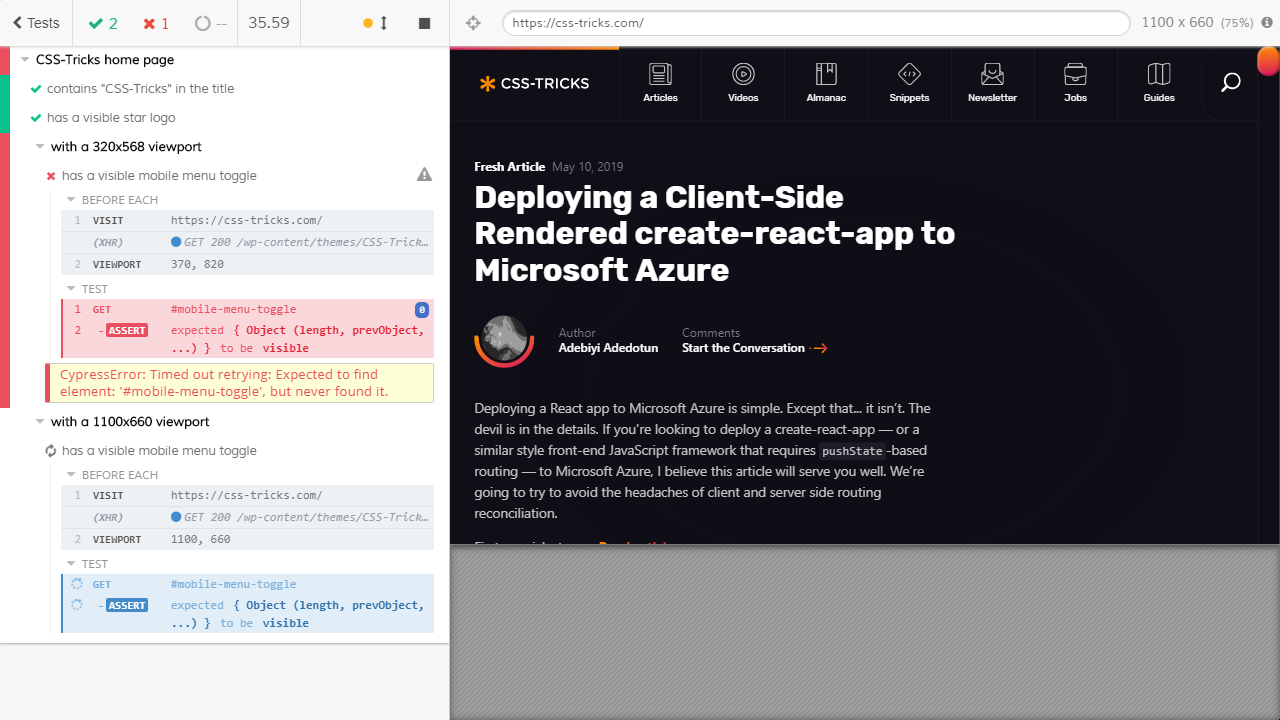 Tests
2
1
--
35.59
https://css-tricks.com/
1100 x 660 (75%)
CSS-Tricks home page
contains "CSS-Tricks" in the title
has a visible star logo
with a 320x568 viewport
has a visible mobile menu toggle
BEFORE EACH
1 VISIT https://css-tricks.com/
(XHR) GET 200 /wp-content/themes/CSS-Trick…
2 VIEWPORT 370, 820
TEST
1 GET #mobile-menu-toggle 0
2 -ASSERT expected { Object (length, prevObject,
...) } to be visible
CypressError: Timed out retrying: Expected to find
element: '#mobile-menu-toggle', but never found it.
with a 1100x660 viewport
has a visible mobile menu toggle
BEFORE EACH
1 VISIT https://css-tricks.com/
(XHR) GET 200 /wp-content/themes/CSS-Trick…
2 VIEWPORT 1100, 660
TEST
GET #mobile-menu-toggle
-ASSERT expected { Object (length, prevObject,
...) } to be visible
CSS-TRICKS
Articles
Videos
Almanac
Snippets
Newsletter
Jobs
Guides
Fresh Article May 10, 2019
Deploying a Client-Side
Rendered create-react-app to
Microsoft Azure
Author
Adebiyi Adedotun
Comments
Start the Conversation
Deploying a React app to Microsoft Azure is simple. Except that... it isn’t. The
devil is in the details. If you're looking to deploy a create-react-app — or a
similar style front-end JavaScript framework that requires pushState-based
routing — to Microsoft Azure, I believe this article will serve you well. We’re
going to try to avoid the headaches of client and server side routing
reconciliation.